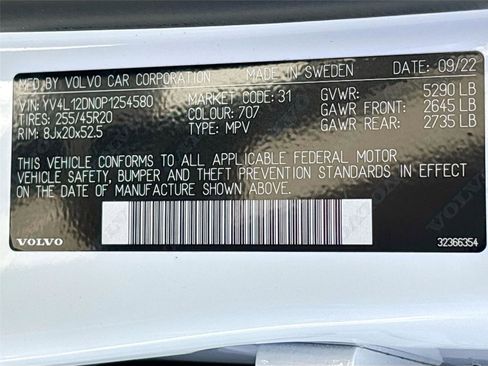 MFD BY VOLVO CAR CORPORATION MADE IN SWEDEN DATE: 09/22
VIN: YV4L12DN0P1254580 MARKET CODE: 31 GVWR: 5290 LB
TIRES: 255/45R20 COLOUR: 707 GAWR FRONT: 2645 LB
RIM: 8Jx20x52.5 TYPE: MPV GAWR REAR: 2735 LB
THIS VEHICLE CONFORMS TO ALL APPLICABLE FEDERAL MOTOR
VEHICLE SAFETY, BUMPER AND THEFT PREVENTION STANDARDS IN EFFECT
ON THE DATE OF MANUFACTURE SHOWN ABOVE.
VOLVO 32366354